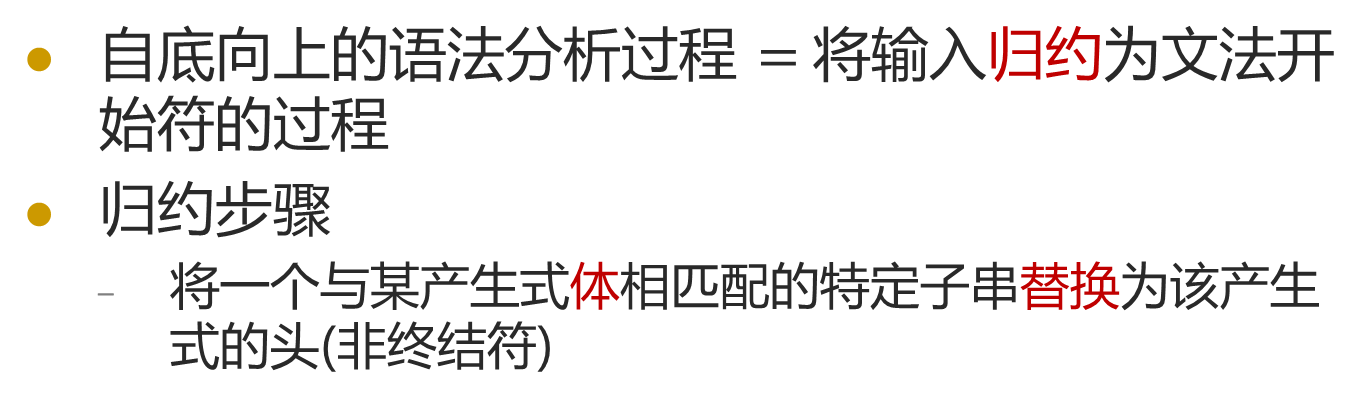 ● 自底向上的语法分析过程 = 将输入归约为文法开
始符的过程
● 归约步骤
– 将一个与某产生式体相匹配的特定子串替换为该产生
式的头(非终结符)